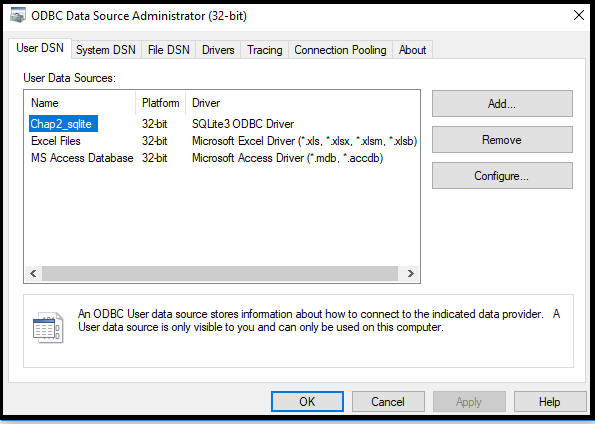 ODBC Data Source Administrator (32-bit)
User DSN System DSN File DSN Drivers Tracing Connection Pooling About
User Data Sources:
Name Platform Driver
Chap2_sqlite 32-bit SQLite3 ODBC Driver
Excel Files 32-bit Microsoft Excel Driver (*.xls, *.xlsx, *.xlsm, *.xlsb)
MS Access Database 32-bit Microsoft Access Driver (*.mdb, *.accdb)
Add...
Remove
Configure...
An ODBC User data source stores information about how to connect to the indicated data provider. A
User data source is only visible to you and can only be used on this computer.
OK Cancel Apply Help